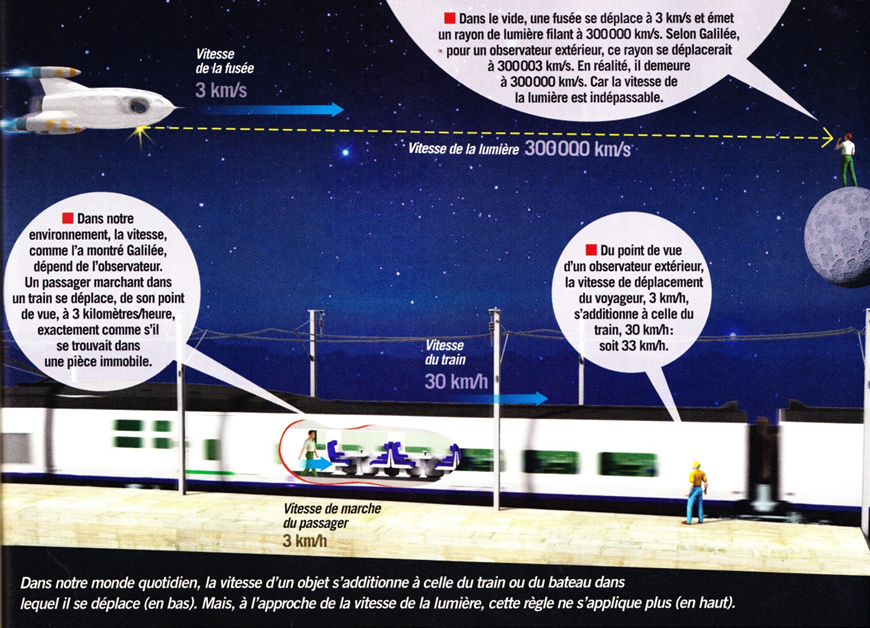 ■ Dans le vide, une fusée se déplace à 3 km/s et émet
un rayon de lumière filant à 300 000 km/s. Selon Galilée,
pour un observateur extérieur, ce rayon se déplacerait
à 300 003 km/s. En réalité, il demeure
à 300 000 km/s. Car la vitesse de
la lumière est indépassable.
Vitesse
de la fusée
3 km/s
Vitesse de la lumière 300 000 km/s
■ Dans notre
environnement, la vitesse,
comme l'a montré Galilée,
dépend de l'observateur.
Un passager marchant dans
un train se déplace, de son point
de vue, à 3 kilomètres/heure,
exactement comme s'il
se trouvait dans
une pièce immobile.
■ Du point de vue
d'un observateur extérieur,
la vitesse de déplacement
du voyageur, 3 km/h,
s'additionne à celle du
train, 30 km/h :
soit 33 km/h.
Vitesse
du train
30 km/h
Vitesse de marche
du passager
3 km/h
Dans notre monde quotidien, la vitesse d'un objet s'additionne à celle du train ou du bateau dans
lequel il se déplace (en bas). Mais, à l'approche de la vitesse de la lumière, cette règle ne s'applique plus (en haut).